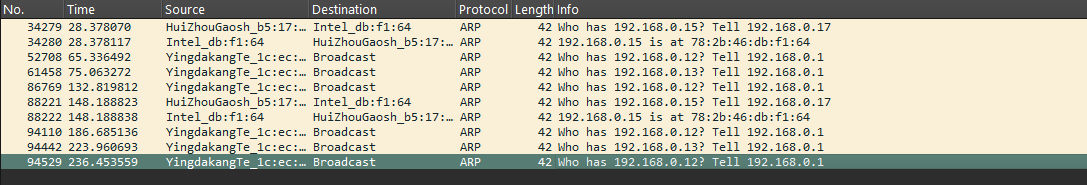 No. Time Source Destination Protocol Length Info
34279 28.378070 HuiZhouGaosh_b5:17:… Intel_db:f1:64 ARP 42 Who has 192.168.0.15? Tell 192.168.0.17
34280 28.378117 Intel_db:f1:64 HuiZhouGaosh_b5:17:… ARP 42 192.168.0.15 is at 78:2b:46:db:f1:64
52708 65.336492 YingdakangTe_1c:ec:… Broadcast ARP 42 Who has 192.168.0.12? Tell 192.168.0.1
61458 75.063272 YingdakangTe_1c:ec:… Broadcast ARP 42 Who has 192.168.0.13? Tell 192.168.0.1
86769 132.819812 YingdakangTe_1c:ec:… Broadcast ARP 42 Who has 192.168.0.12? Tell 192.168.0.1
88221 148.188823 HuiZhouGaosh_b5:17:… Intel_db:f1:64 ARP 42 Who has 192.168.0.15? Tell 192.168.0.17
88222 148.188838 Intel_db:f1:64 HuiZhouGaosh_b5:17:… ARP 42 192.168.0.15 is at 78:2b:46:db:f1:64
94110 186.685136 YingdakangTe_1c:ec:… Broadcast ARP 42 Who has 192.168.0.12? Tell 192.168.0.1
94442 223.960693 YingdakangTe_1c:ec:… Broadcast ARP 42 Who has 192.168.0.13? Tell 192.168.0.1
94529 236.453559 YingdakangTe_1c:ec:… Broadcast ARP 42 Who has 192.168.0.12? Tell 192.168.0.1